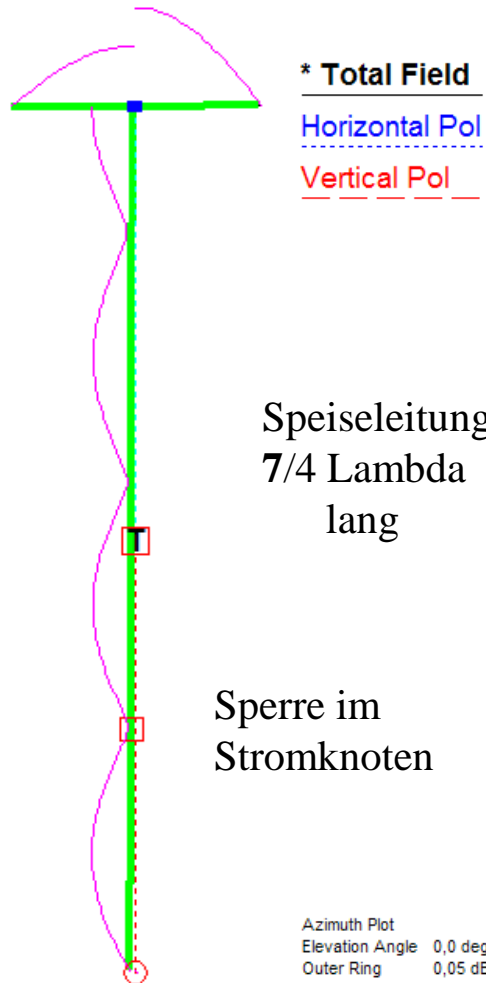 * Total Field
Horizontal Pol
Vertical Pol
Speiseleitung
7/4 Lambda
lang
T
Sperre im
Stromknoten
Azimuth Plot
Elevation Angle 0,0 deg
Outer Ring 0,05 dB